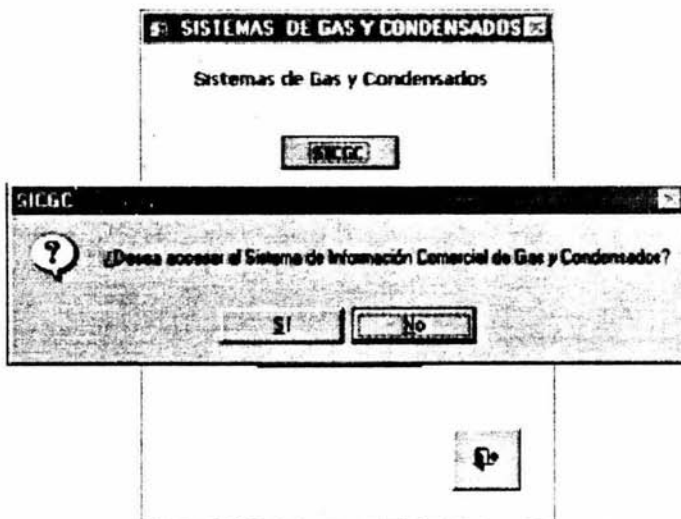 SISTEMAS DE GAS Y CONDENSADOS
Sistemas de Gas y Condensados
SICGC
SICGC
¿Desea accesar al Sistema de Información Comercial de Gas y Condensados?
SI
No